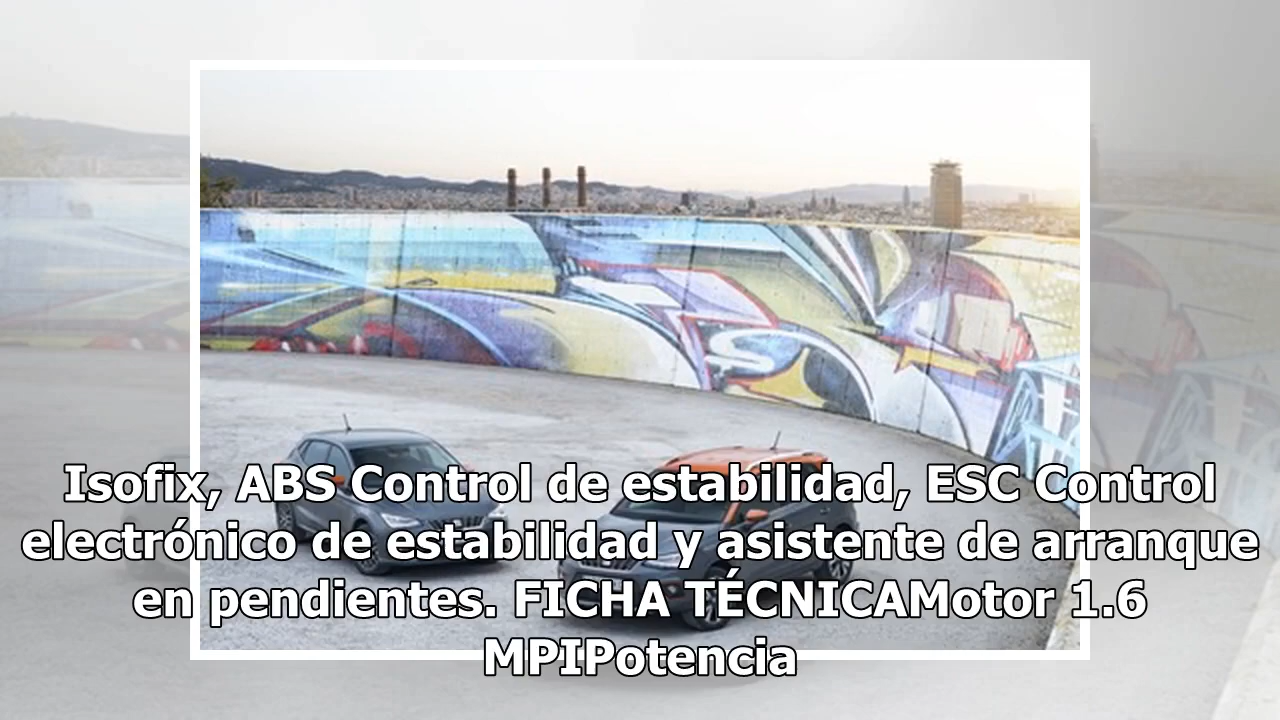 Isofix, ABS Control de estabilidad, ESC Control
electrónico de estabilidad y asistente de arranque
en pendientes. FICHA TÉCNICAMotor 1.6
MPIPotencia